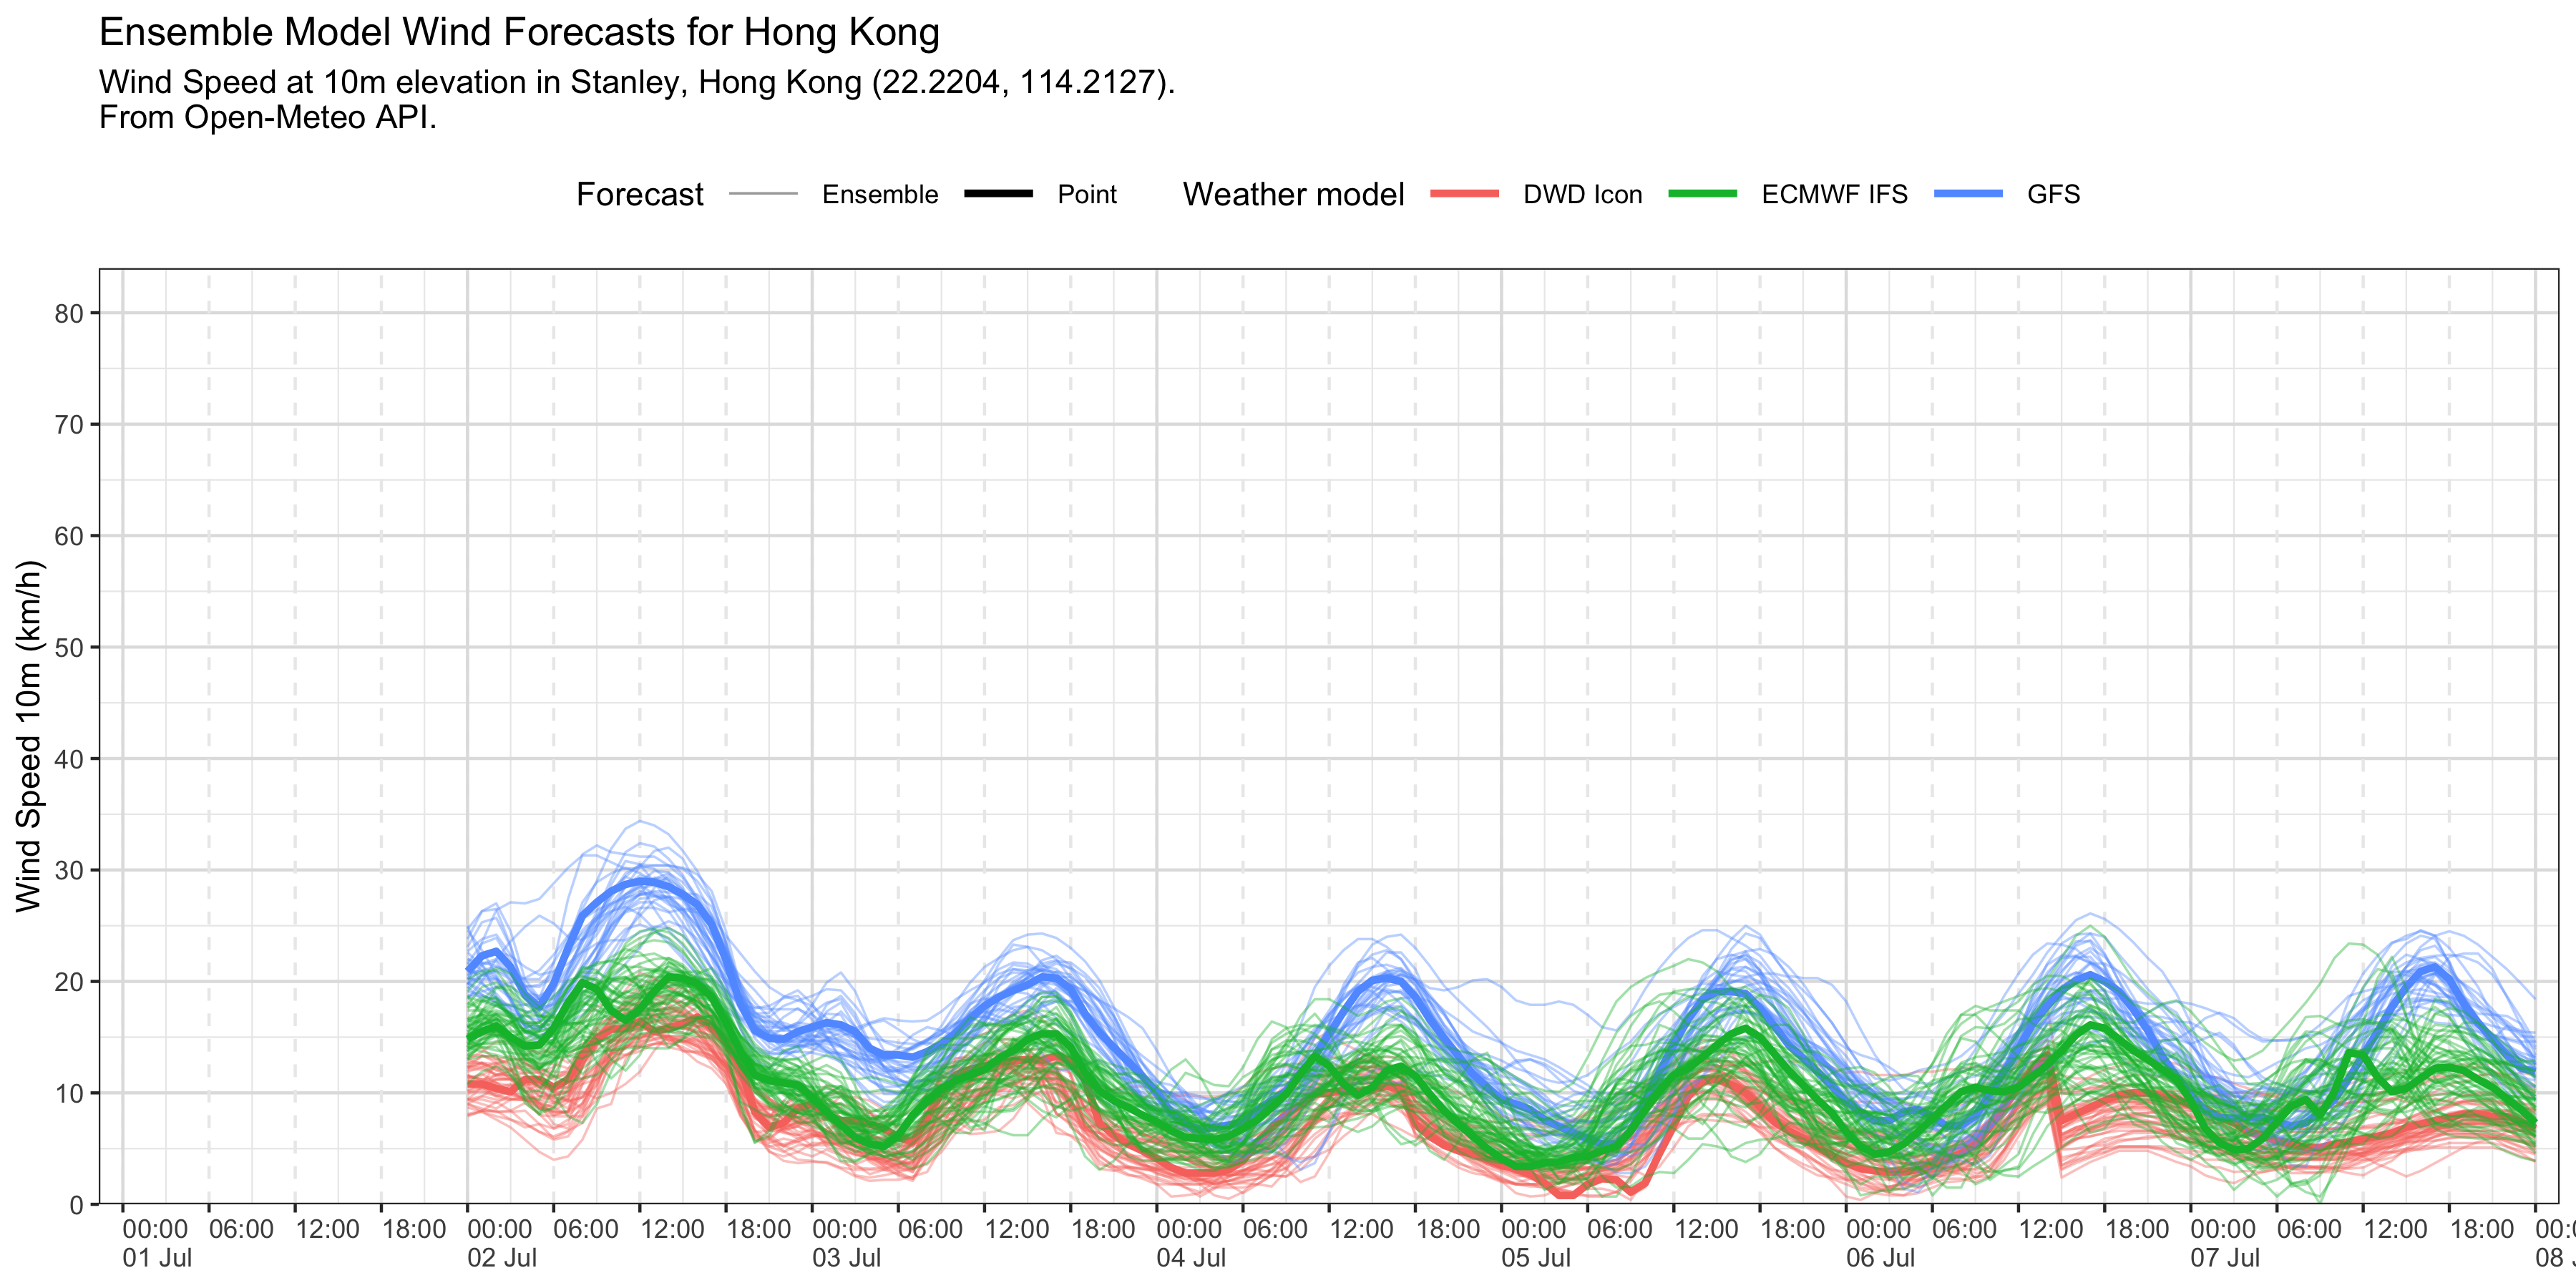 Ensemble Model Wind Forecasts for Hong Kong
Wind Speed at 10m elevation in Stanley, Hong Kong (22.2204, 114.2127).
From Open-Meteo API.
Forecast Ensemble Point Weather model DWD Icon ECMWF IFS GFS
Wind Speed 10m (km/h)
80
70
60
50
40
30
20
10
0
00:00 06:00 12:00 18:00 00:00 06:00 12:00 18:00 00:00 06:00 12:00 18:00 00:00 06:00 12:00 18:00 00:00 06:00 12:00 18:00 00:00 06:00 12:00 18:00 00:00 06:00 12:00 18:00 00:
01 Jul 02 Jul 03 Jul 04 Jul 05 Jul 06 Jul 07 Jul 08